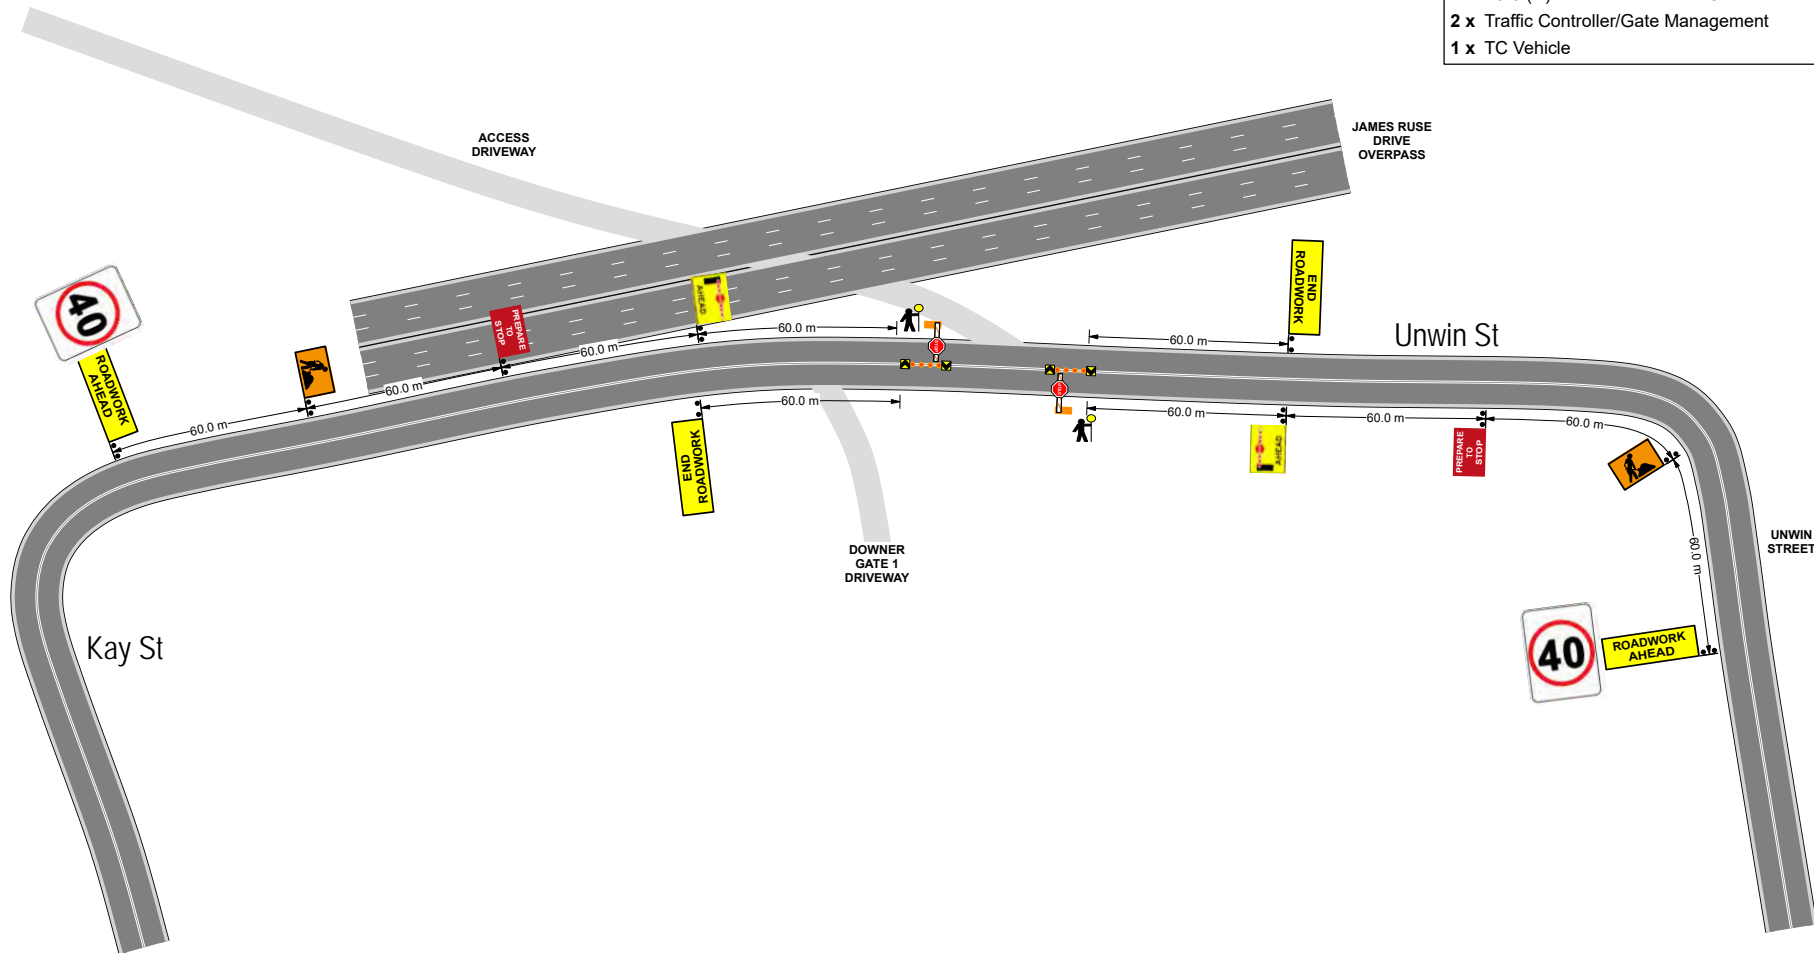 2 x Traffic Controller/Gate Management
1 x TC Vehicle
ACCESS
DRIVEWAY
JAMES RUSE
DRIVE
OVERPASS
40
ROADWORK
AHEAD
PREPARE
TO
STOP
AHEAD
END
ROADWORK
Unwin St
60.0 m
60.0 m
60.0 m
60.0 m
60.0 m
60.0 m
60.0 m
60.0 m
60.0 m
60.0 m
END
ROADWORK
AHEAD
PREPARE
TO
STOP
DOWNER
GATE 1
DRIVEWAY
UNWIN
STREET
Kay St
40
ROADWORK
AHEAD